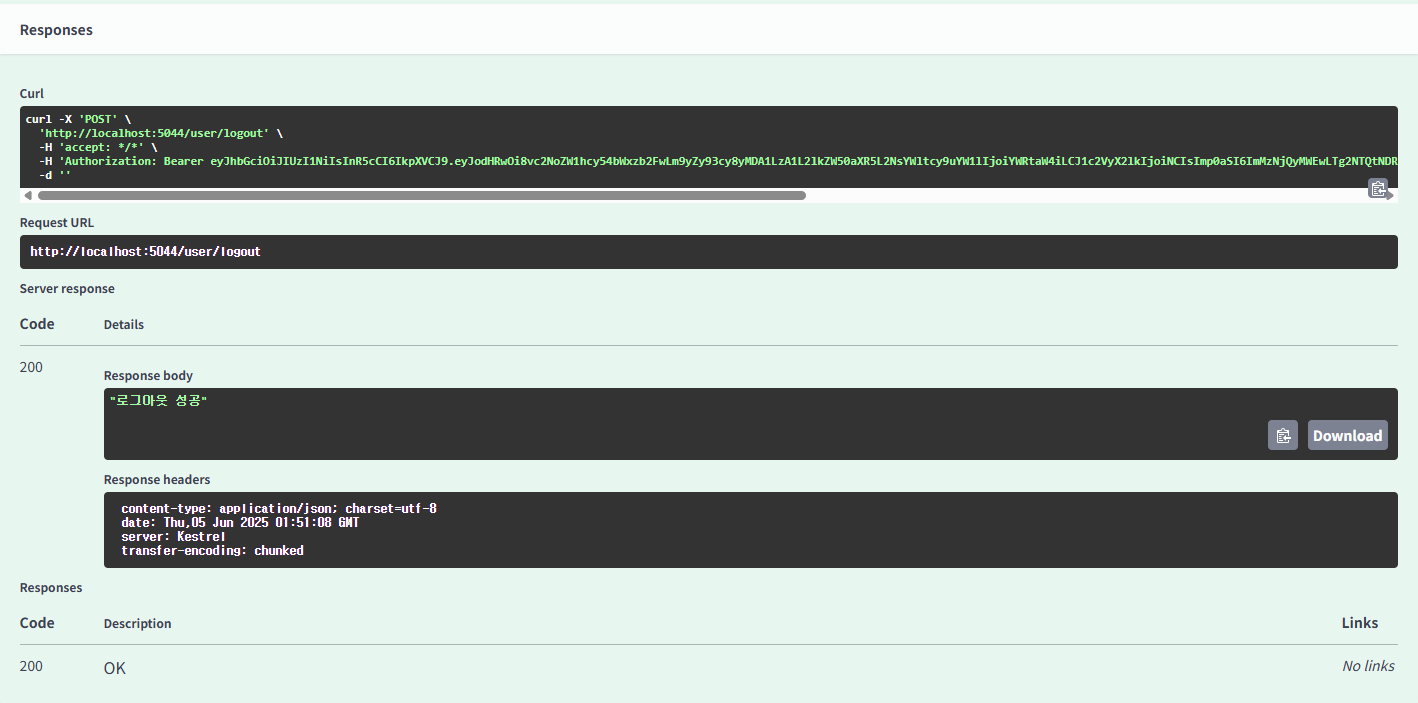 Responses
Curl
curl -X 'POST' \
'http://localhost:5044/user/logout' \
-H 'accept: */*' \
-H 'Authorization: Bearer eyJhbGciOiJIUzI1NiIsInR5cCI6IkpXVCJ9.eyJodHRwOi8vc2NoZW1hcy54bWxzb2FwLm9yZy93cy8yMDA1LzA1L2lkZW50aXR5L2NsYWltcy9uYW1lIjoiYWRtaW4iLCJ1c2VyX2lkIjoiNCIsImp0aSI6ImMzNjQyMWEwLTg2NTQtNDR
-d ''
Request URL
http://localhost:5044/user/logout
Server response
Code Details
200
Response body
"로그아웃 성공"
Download
Response headers
content-type: application/json; charset=utf-8
date: Thu,05 Jun 2025 01:51:08 GMT
server: Kestrel
transfer-encoding: chunked
Responses
Code Description Links
200 OK No links